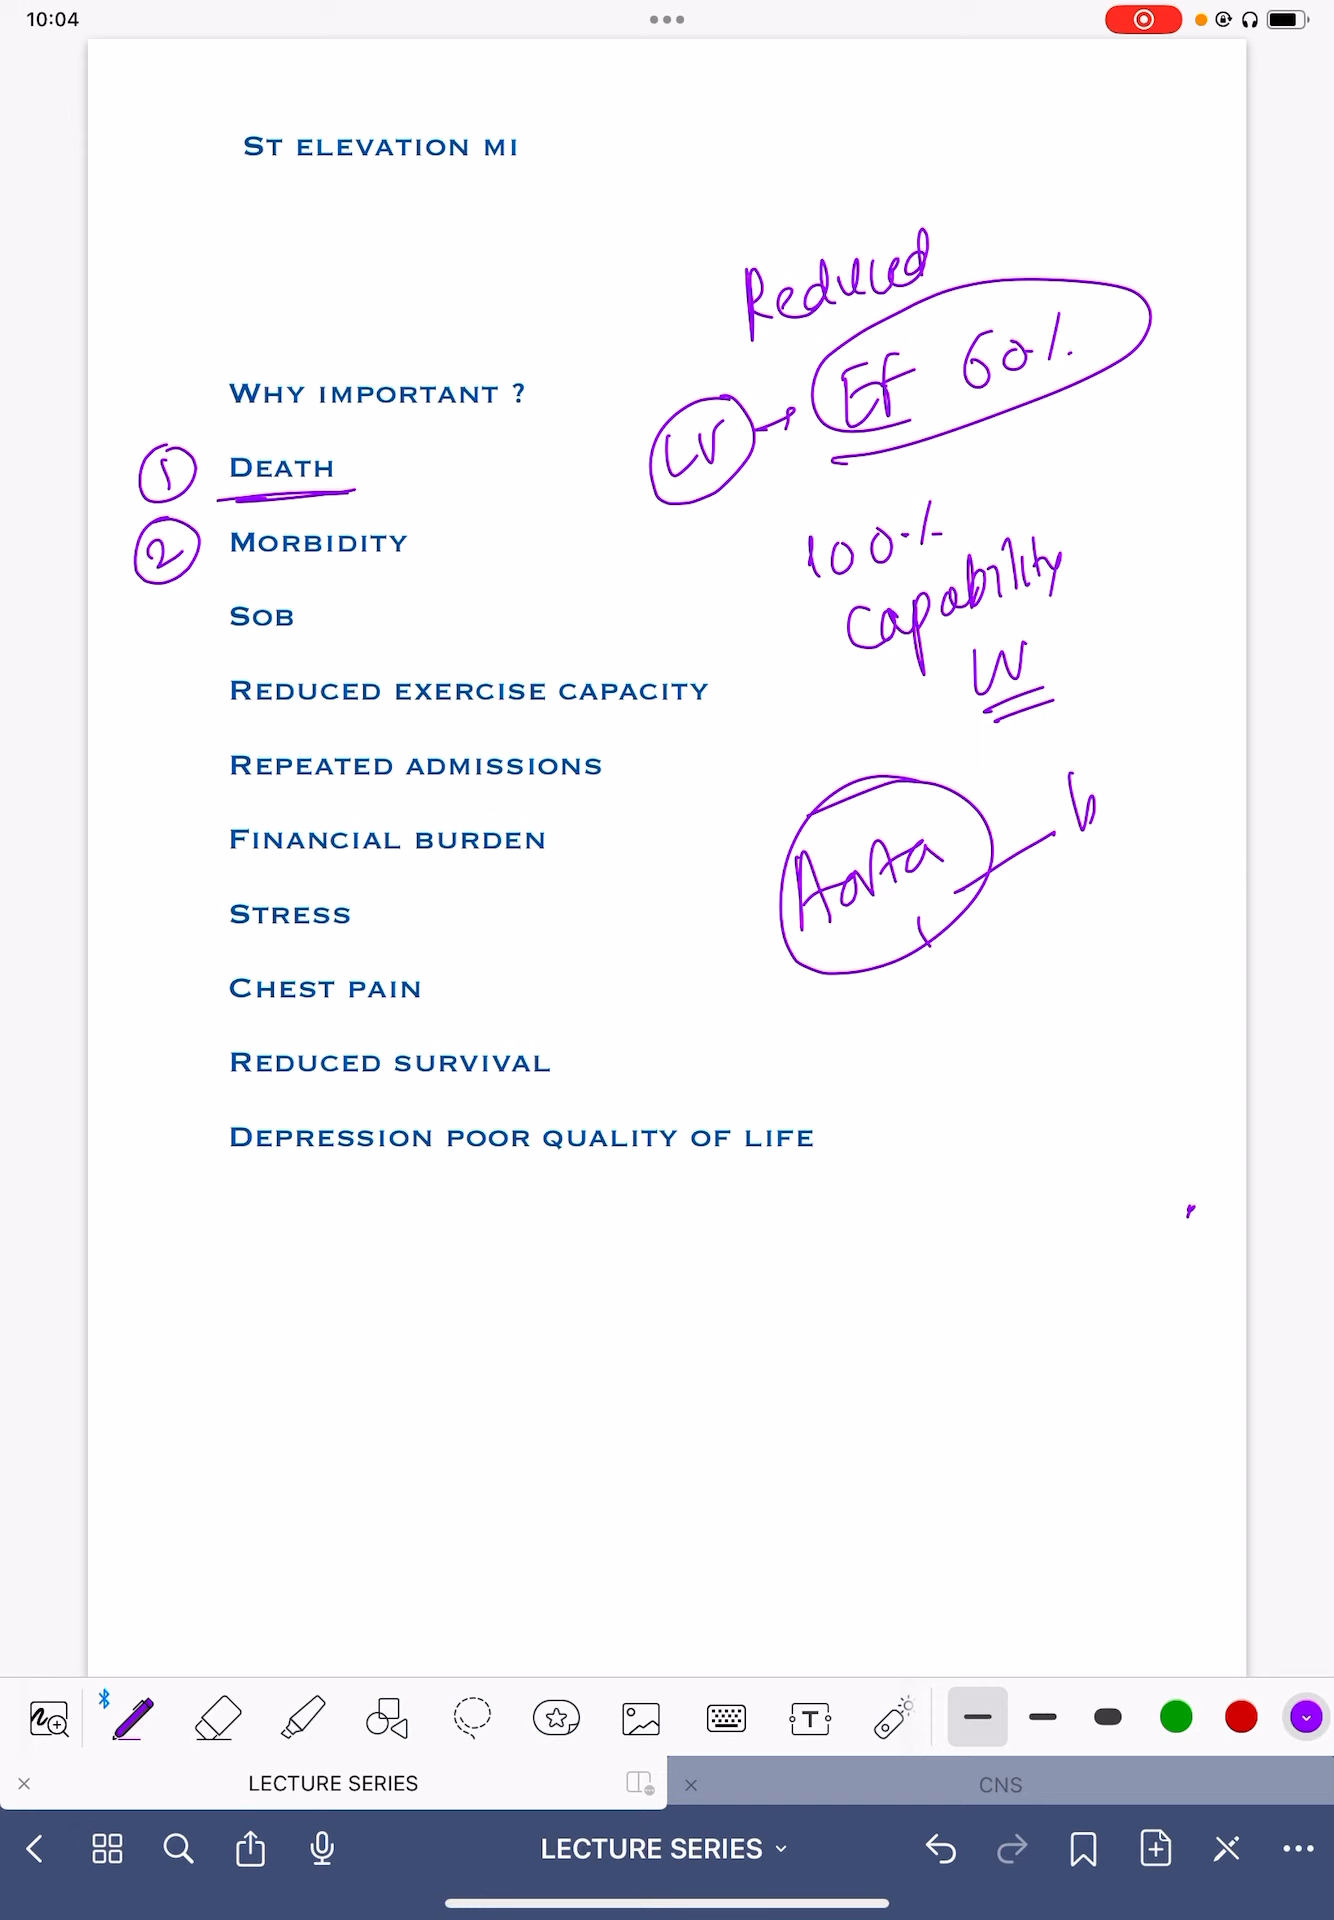 10:04
ST ELEVATION MI
Reduced
EF 60%
WHY IMPORTANT ?
LV
1 DEATH
2 MORBIDITY
100%
Capability
SOB
REDUCED EXERCISE CAPACITY
REPEATED ADMISSIONS
FINANCIAL BURDEN
Aorta
STRESS
CHEST PAIN
REDUCED SURVIVAL
DEPRESSION POOR QUALITY OF LIFE
LECTURE SERIES
CNS
LECTURE SERIES